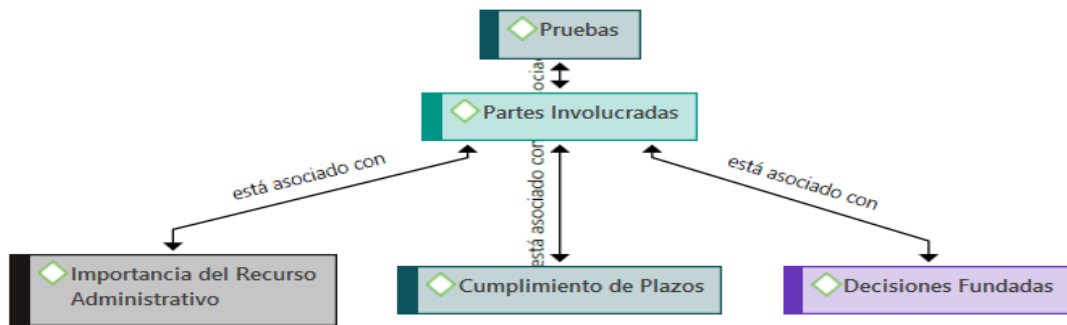 Pruebas
Partes Involucradas
está asociado con
está asociado con
está asociado con
Importancia del Recurso
Administrativo
Cumplimiento de Plazos
Decisiones Fundadas